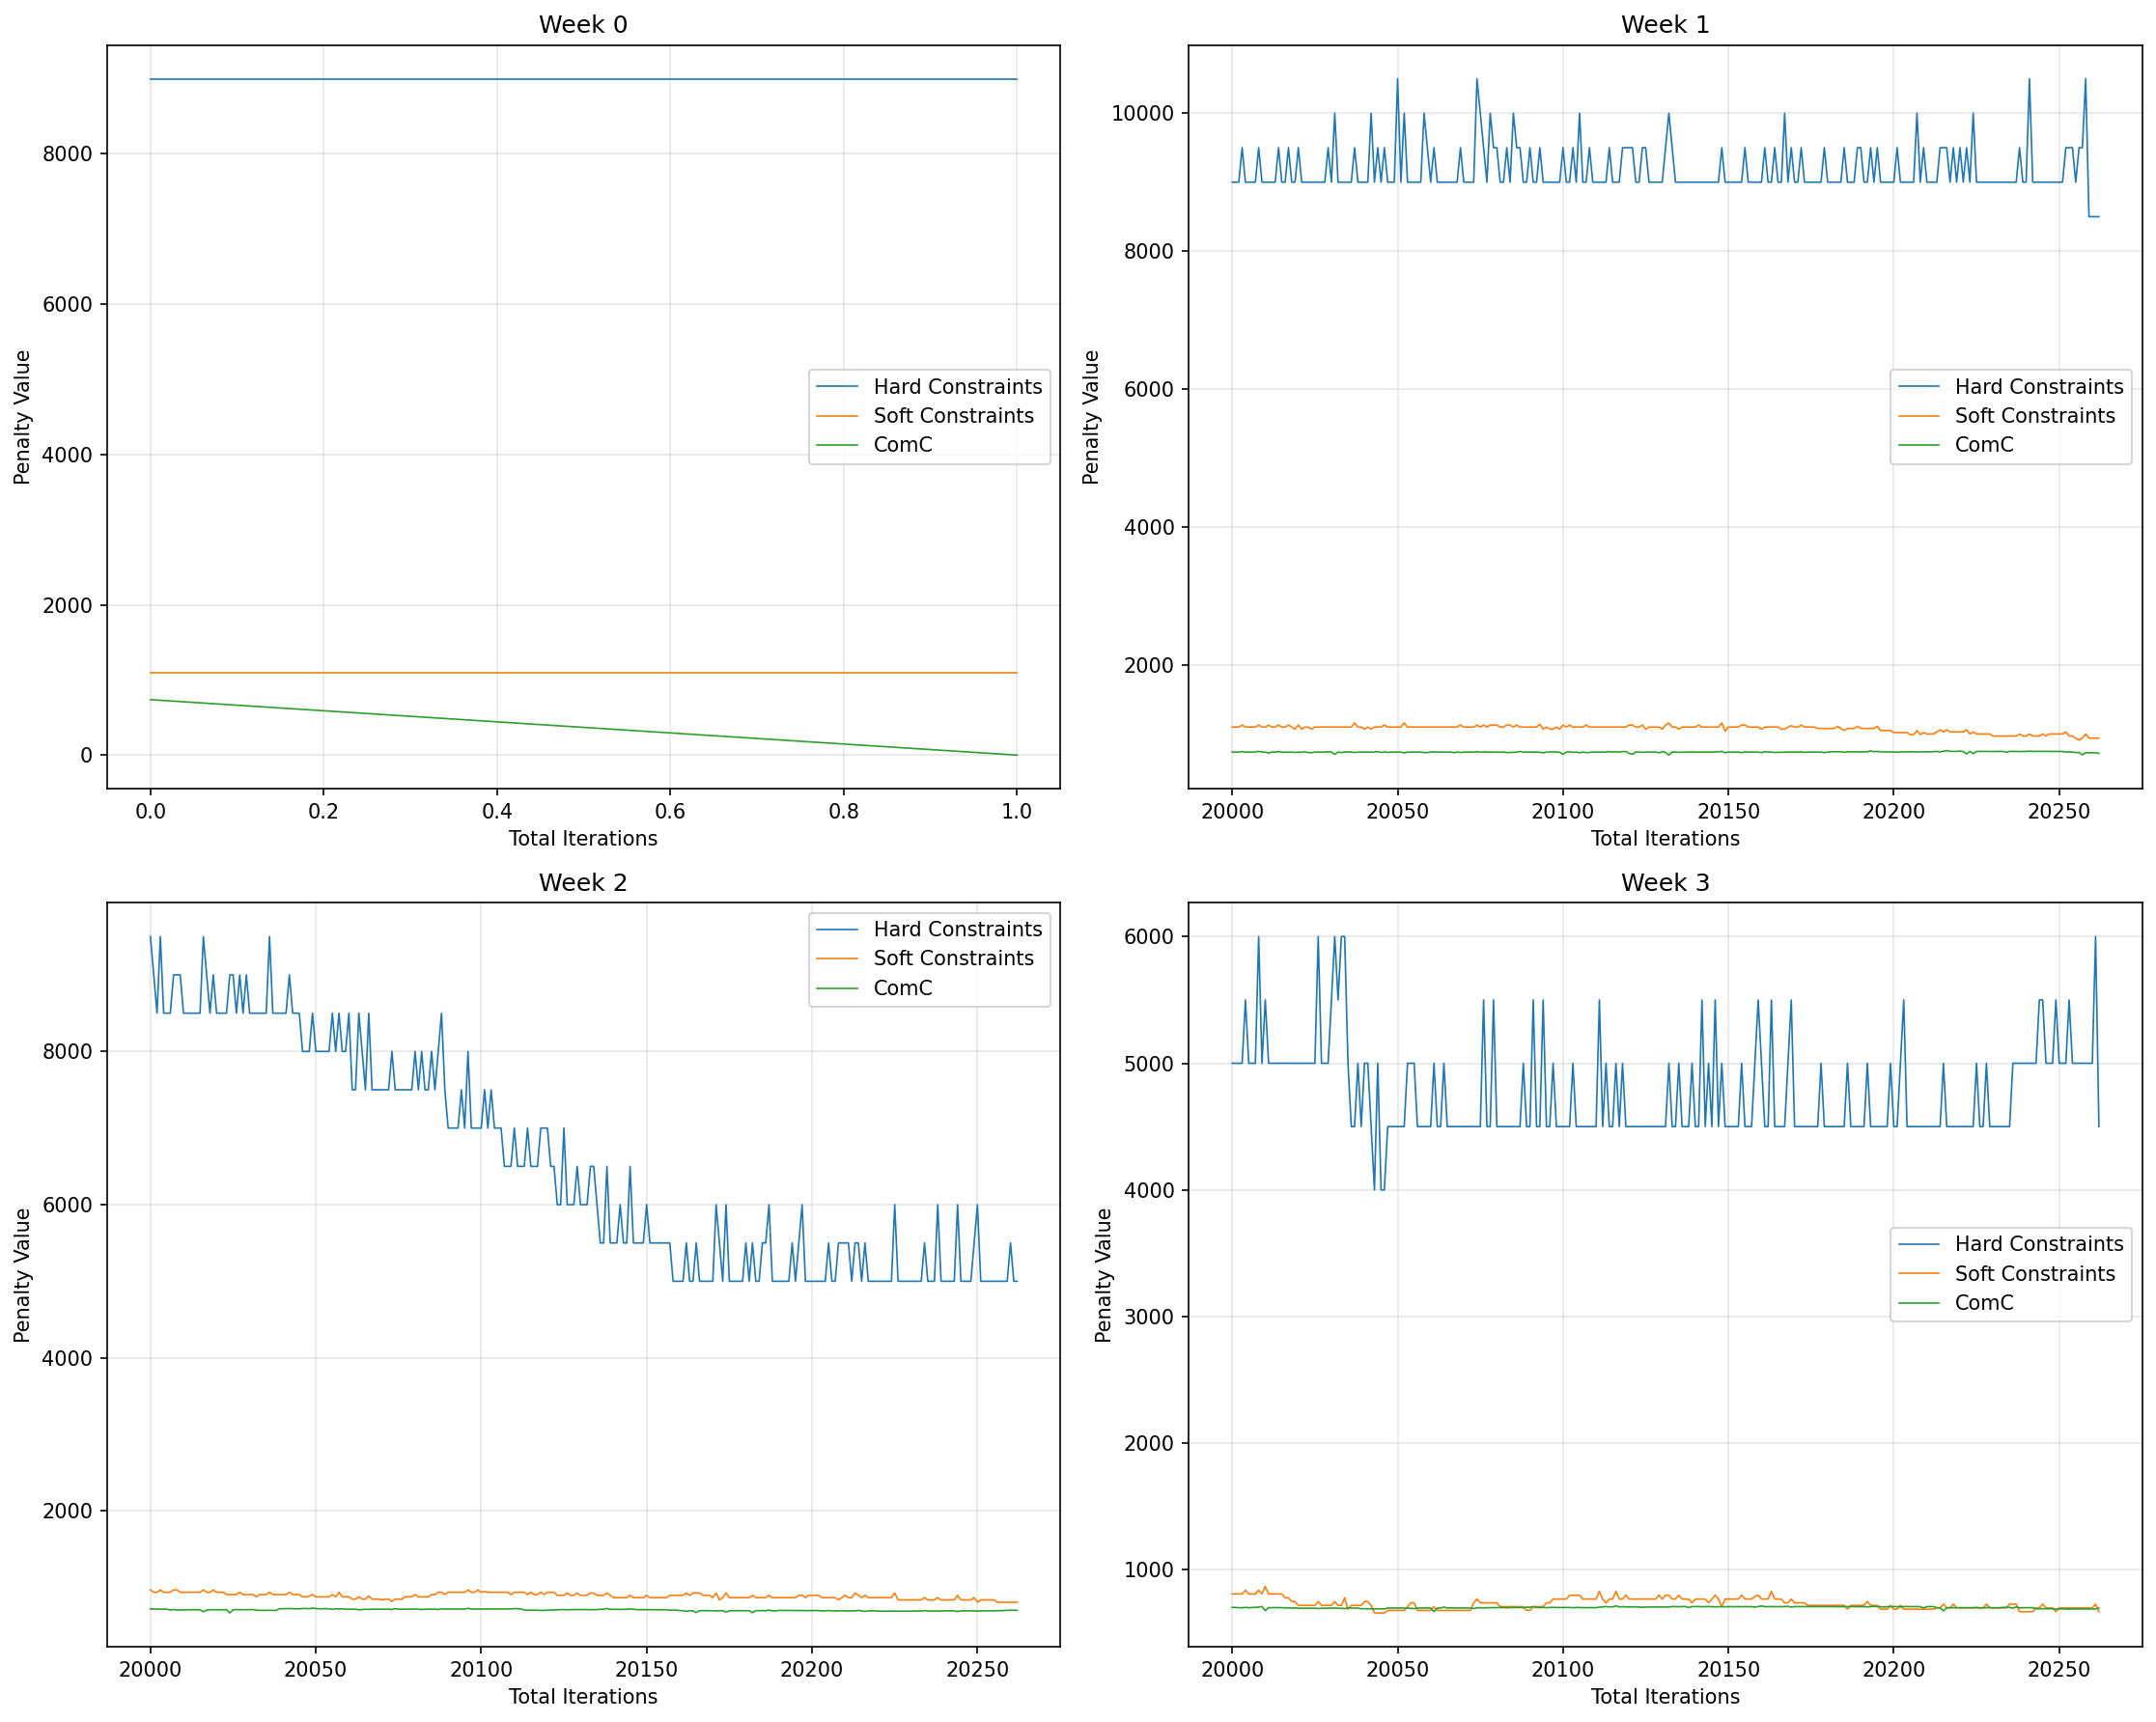 Week 0
Penalty Value
8000
6000
4000
2000
0
Hard Constraints
Soft Constraints
ComC
0.0 0.2 0.4 0.6 0.8 1.0
Total Iterations
Week 1
Penalty Value
10000
8000
6000
4000
2000
Hard Constraints
Soft Constraints
ComC
20000 20050 20100 20150 20200 20250
Total Iterations
Week 2
Penalty Value
8000
6000
4000
2000
Hard Constraints
Soft Constraints
ComC
20000 20050 20100 20150 20200 20250
Total Iterations
Week 3
Penalty Value
6000
5000
4000
3000
2000
1000
Hard Constraints
Soft Constraints
ComC
20000 20050 20100 20150 20200 20250
Total Iterations